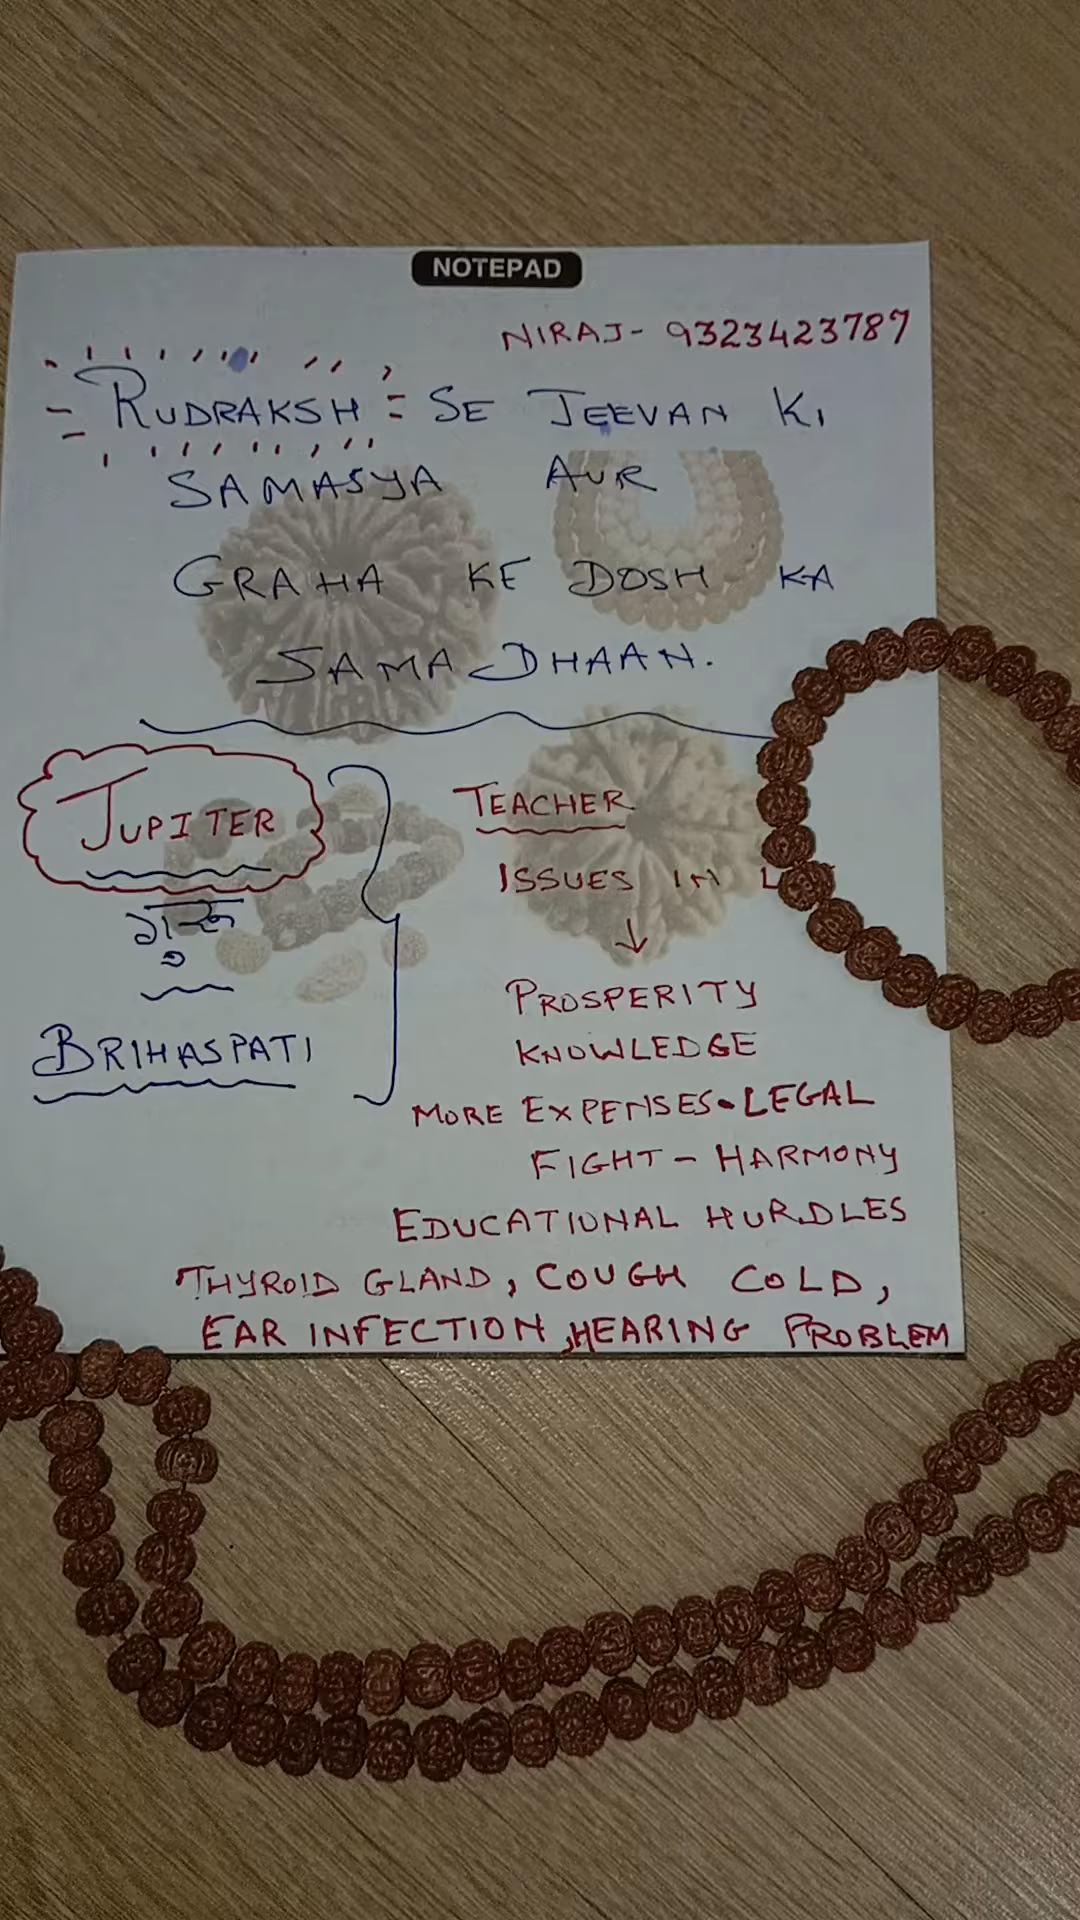 NOTEPAD
NIRAJ- 9323423787
RUDRAKSH SE JEEVAN KI
SAMASYA AUR
GRAHA KE DOSH KA
SAMADHAAN.
JUPITER
गुरु
BRIHASPATI
TEACHER
ISSUES IN
PROSPERITY
KNOWLEDGE
MORE EXPENSES. LEGAL
FIGHT - HARMONY
EDUCATIONAL HURDLES
THYROID GLAND, COUGH COLD,
EAR INFECTION, HEARING PROBLEM